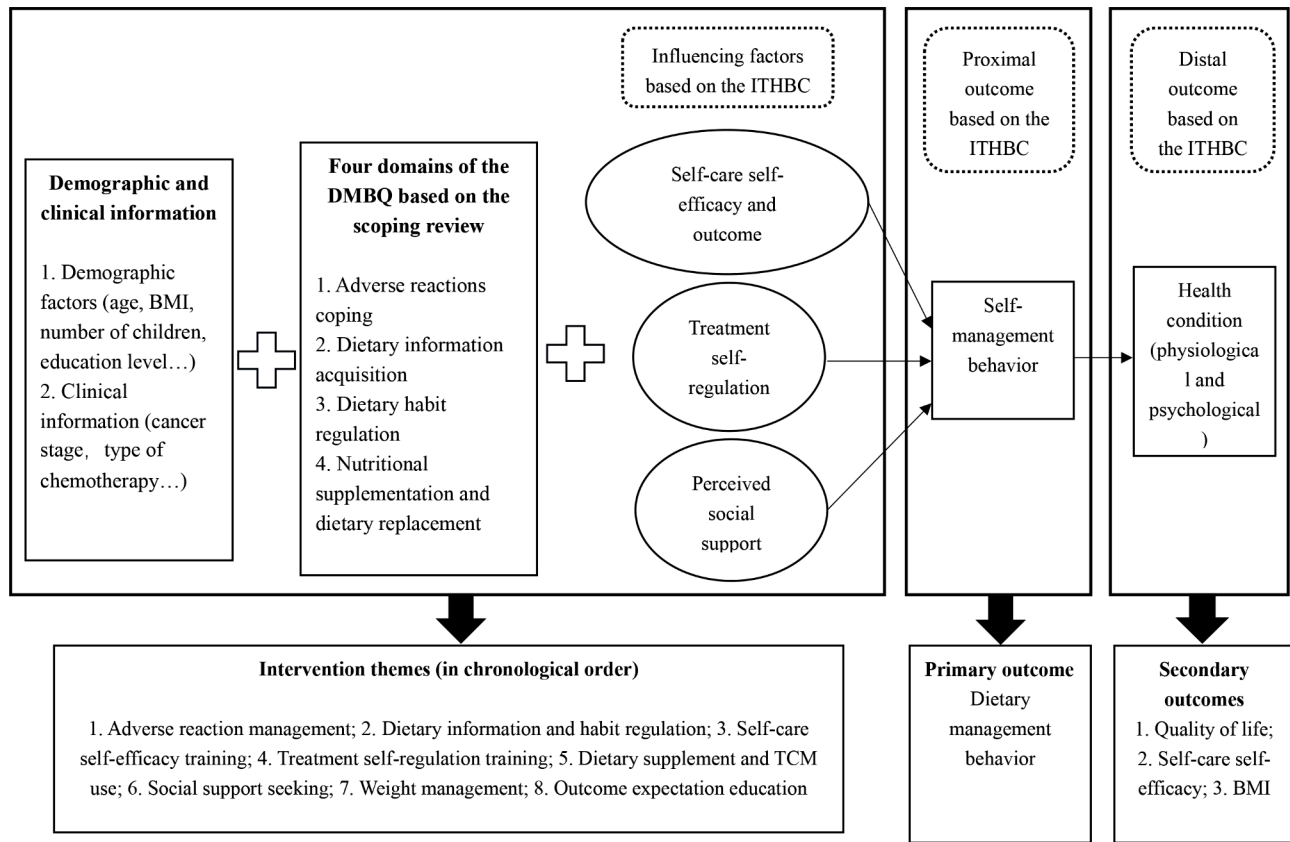 Demographic and
clinical information
1. Demographic
factors (age, BMI,
number of children,
education level…)
2. Clinical
information (cancer
stage，type of
chemotherapy…)
Four domains of the
DMBQ based on the
scoping review
1. Adverse reactions
coping
2. Dietary information
acquisition
3. Dietary habit
regulation
4. Nutritional
supplementation and
dietary replacement
Influencing factors
based on the ITHBC
Self-care self-
efficacy and
outcome
Treatment
self-
regulation
Perceived
social
support
Proximal
outcome
based on the
ITHBC
Self-
management
behavior
Distal
outcome
based on
the ITHBC
Health
condition
(physiologica
l and
psychological
)
Intervention themes (in chronological order)
1. Adverse reaction management; 2. Dietary information and habit regulation; 3. Self-care
self-efficacy training; 4. Treatment self-regulation training; 5. Dietary supplement and TCM
use; 6. Social support seeking; 7. Weight management; 8. Outcome expectation education
Primary outcome
Dietary
management
behavior
Secondary
outcomes
1. Quality of life;
2. Self-care self-
efficacy; 3. BMI